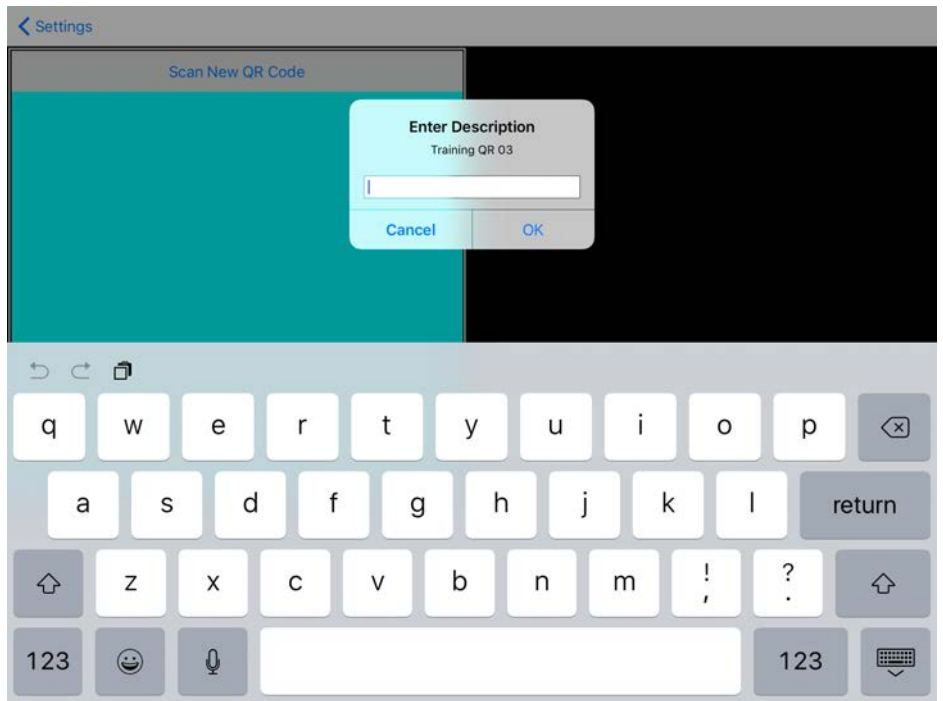 Settings
Scan New QR Code
Enter Description
Training QR 03
Cancel OK
q w e r t y u i o p
a s d f g h j k l return
z x c v b n m ! , ? .
123 123